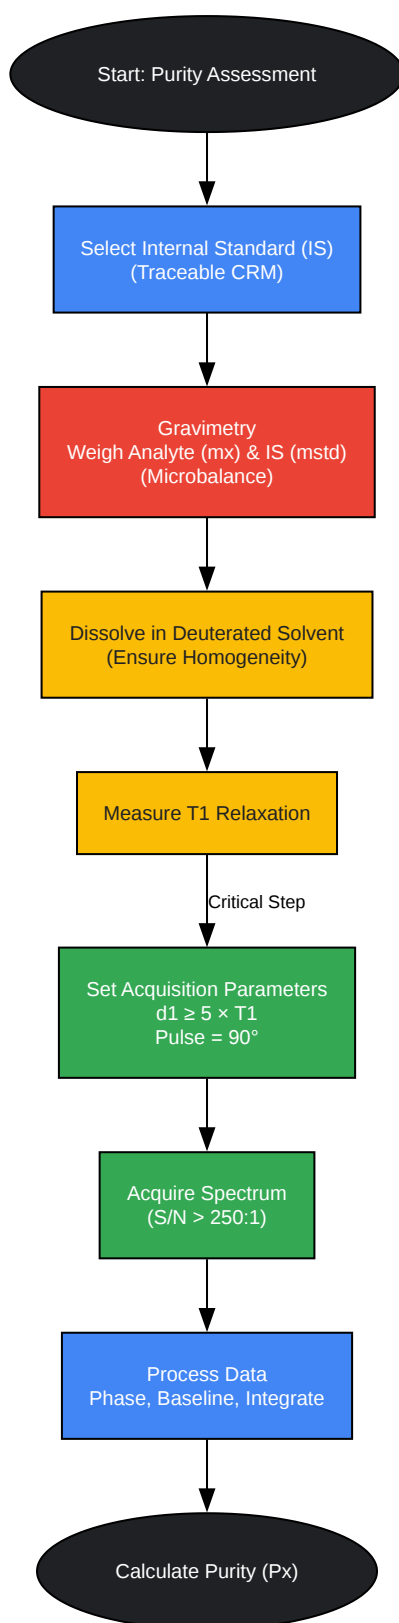 Start: Purity Assessment
Select Internal Standard (IS)
(Traceable CRM)
Gravimetry
Weigh Analyte (mx) & IS (mstd)
(Microbalance)
Dissolve in Deuterated Solvent
(Ensure Homogeneity)
Measure T1 Relaxation
Critical Step
Set Acquisition Parameters
d1 ≥ 5 × T1
Pulse = 90°
Acquire Spectrum
(S/N > 250:1)
Process Data
Phase, Baseline, Integrate
Calculate Purity (Px)